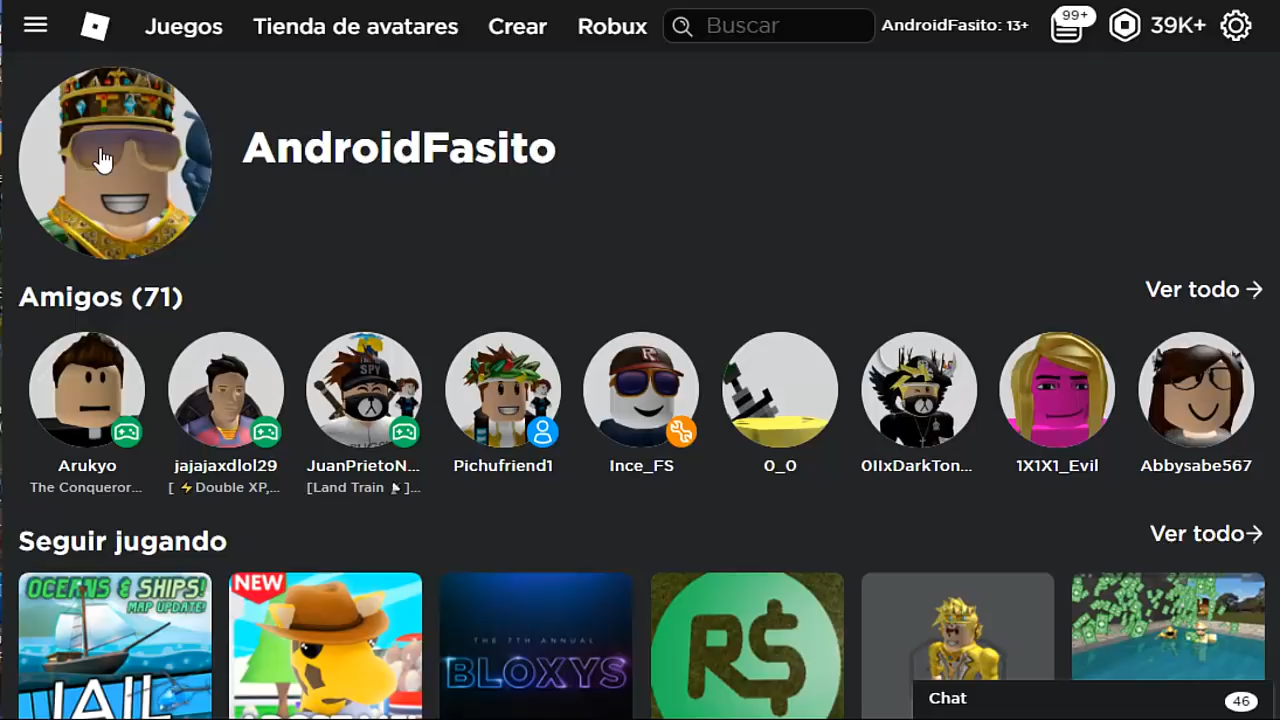 Juegos Tienda de avatares Crear Robux Buscar AndroidFasito: 13+ 99+ 39K+
AndroidFasito
Amigos (71) Ver todo →
Arukyo jajajaxdlol29 JuanPrietoN... Pichufriend1 Ince_FS 0_0 0IIxDarkTon... 1X1X1_Evil Abbysabe567
The Conqueror... [ ⚡Double XP,... [Land Train ]...
Seguir jugando Ver todo→
OCEANS & SHIPS!
MAP UPDATE!
NEW
THE 7TH ANNUAL
BLOXYS
R$
JAIL
Chat 46